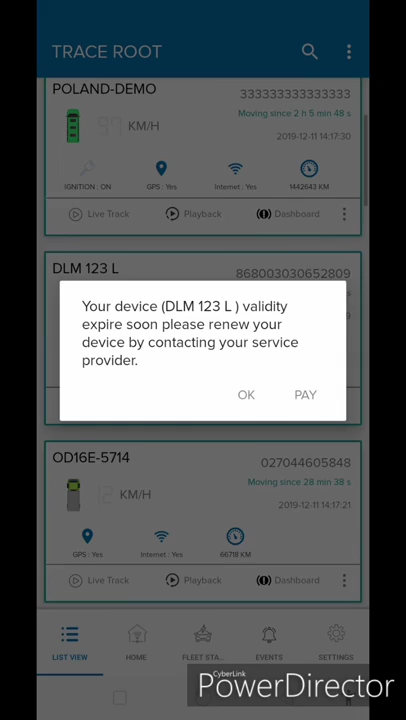 TRACE ROOT
POLAND-DEMO
333333333333333
Moving since 2 h 5 min 48 s
97 KM/H
2019-12-11 14:17:30
IGNITION : ON
GPS : Yes
Internet : Yes
1442643 KM
Live Track
Playback
Dashboard
DLM 123 L
868003030652809
Your device (DLM 123 L ) validity
expire soon please renew your
device by contacting your service
provider.
OK
PAY
OD16E-5714
027044605848
Moving since 28 min 38 s
12 KM/H
2019-12-11 14:17:21
GPS : Yes
Internet : Yes
66718 KM
Live Track
Playback
Dashboard
LIST VIEW
HOME
FLEET STA...
EVENTS
SETTINGS
CyberLink
PowerDirector